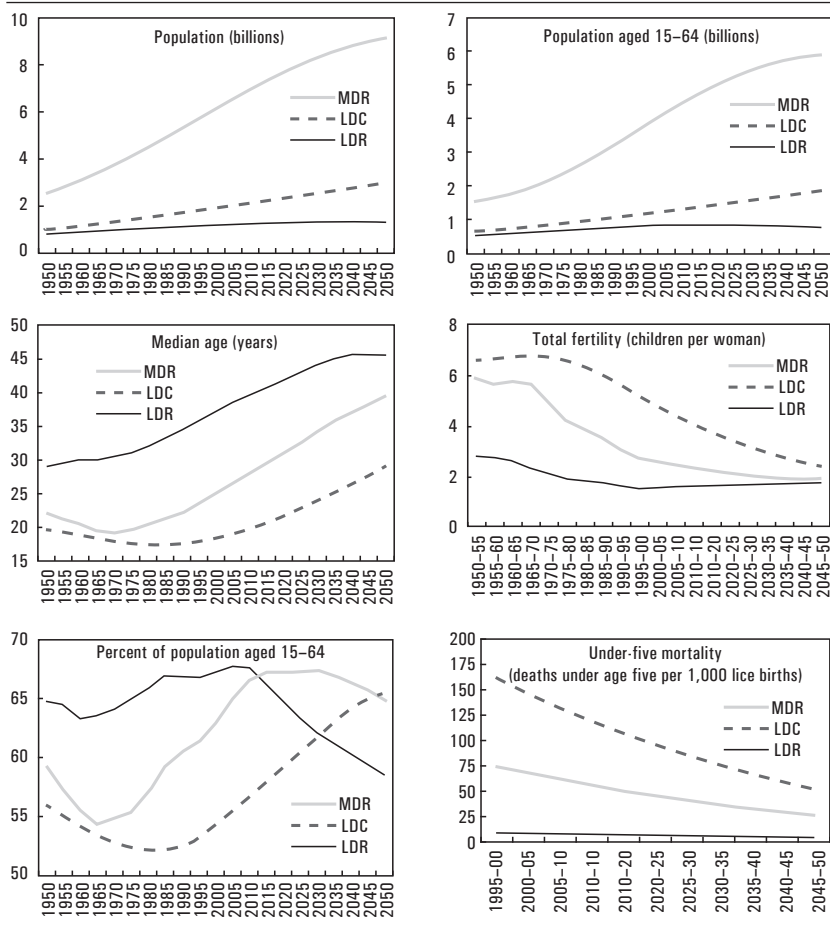 Population (billions)
10
8
6
4
2
0
MDR
LDC
LDR
1950 1955 1960 1965 1970 1975 1980 1985 1990 1995 2000 2005 2010 2015 2020 2025 2030 2035 2040 2045 2050
Population aged 15–64 (billions)
7
6
5
4
3
2
1
0
MDR
LDC
LDR
1950 1955 1960 1965 1970 1975 1980 1985 1990 1995 2000 2005 2010 2015 2020 2025 2030 2035 2040 2045 2050
Median age (years)
50
45
40
35
30
25
20
15
MDR
LDC
LDR
1950 1955 1960 1965 1970 1975 1980 1985 1990 1995 2000 2005 2010 2015 2020 2025 2030 2035 2040 2045 2050
Total fertility (children per woman)
8
6
4
2
0
MDR
LDC
LDR
1950–55 1955–60 1960–65 1965–70 1970–75 1975–80 1980–85 1985–90 1990–95 1995–00 2000–05 2005–10 2010–15 2010–20 2020–25 2025–30 2030–35 2035–40 2040–45 2045–50
Percent of population aged 15–64
70
65
60
55
50
MDR
LDC
LDR
1950 1955 1960 1965 1970 1975 1980 1985 1990 1995 2000 2005 2010 2015 2020 2025 2030 2035 2040 2045 2050
Under-five mortality
(deaths under age five per 1,000 lice births)
200
175
150
125
100
75
50
25
0
MDR
LDC
LDR
1995–00 2000–05 2005–10 2010–15 2010–20 2020–25 2025–30 2030–35 2035–40 2040–45 2045–50